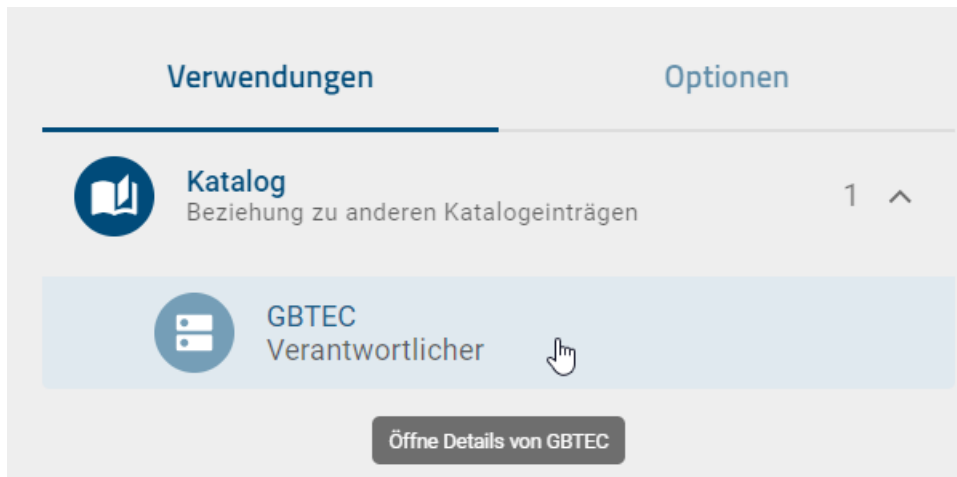 Verwendungen Optionen
Katalog
Beziehung zu anderen Katalogeinträgen 1
GBTEC
Verantwortlicher
Öffne Details von GBTEC